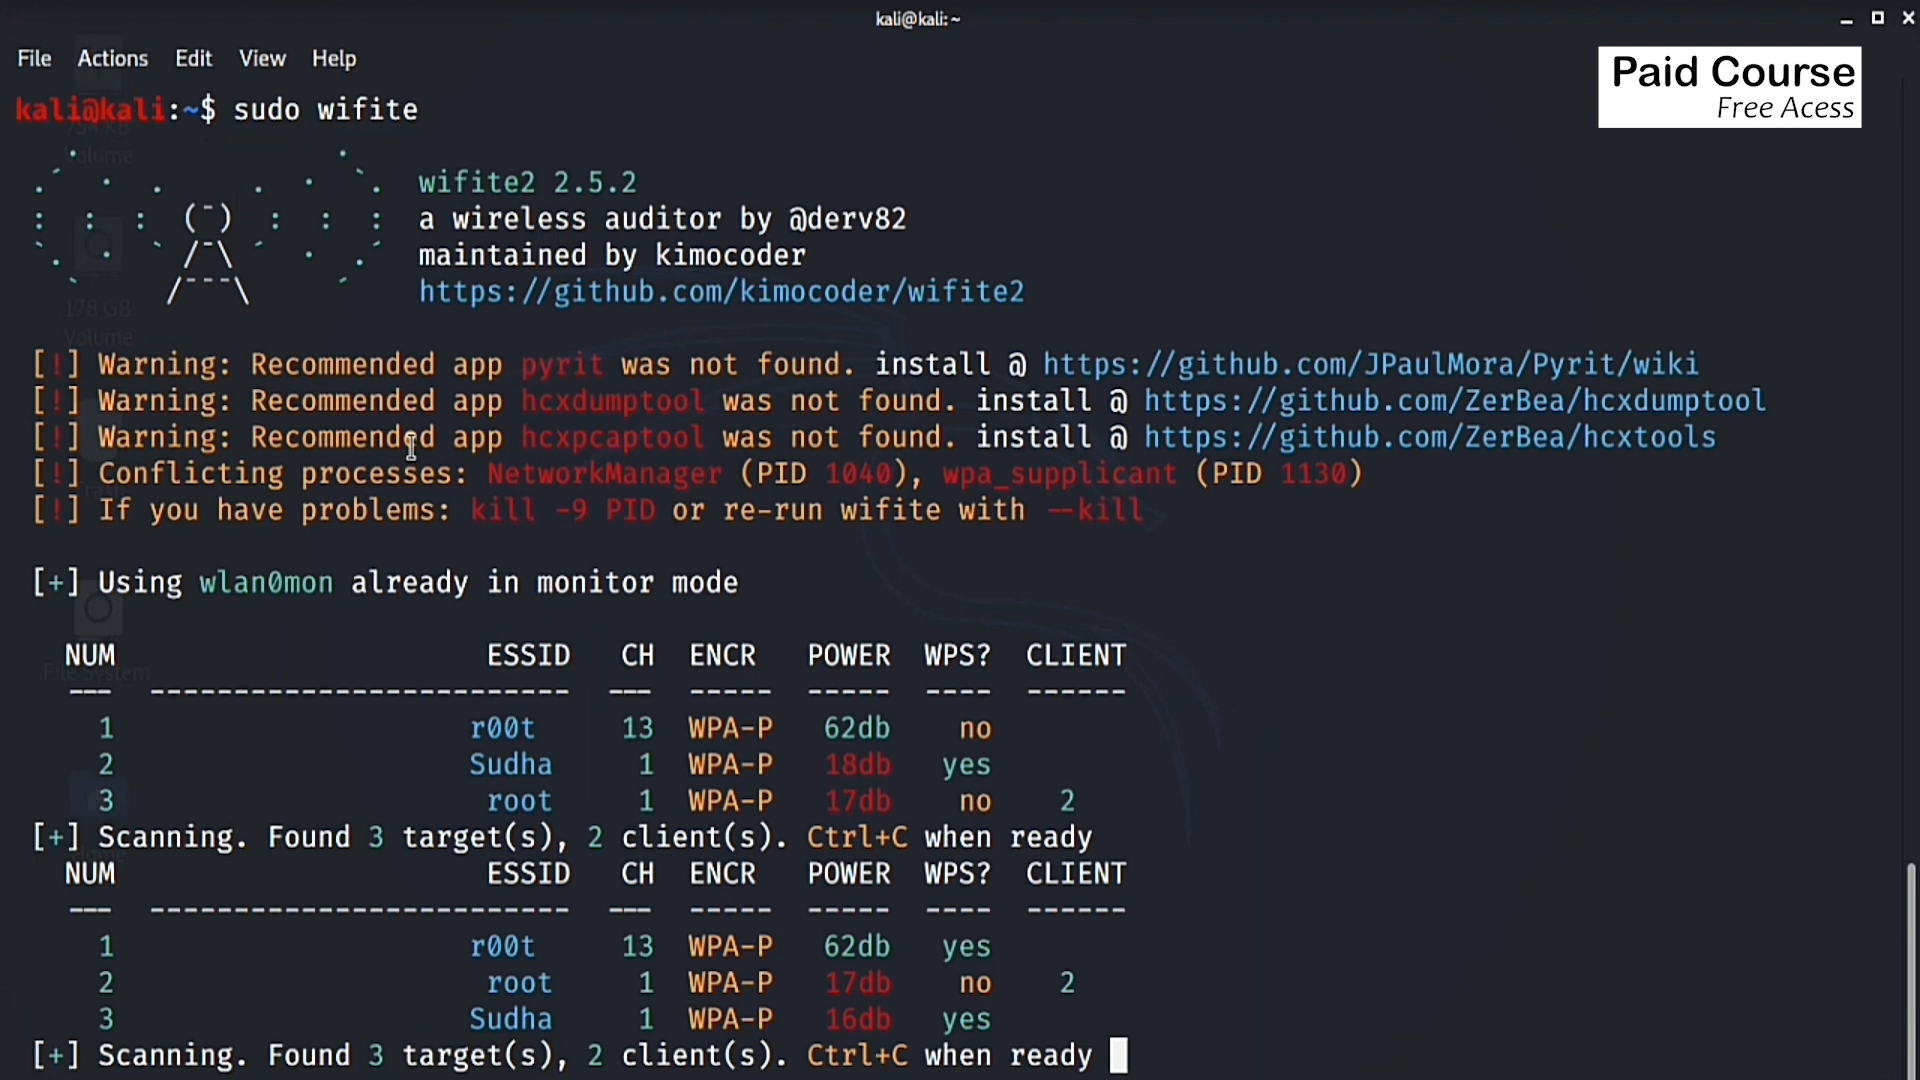 kali@kali:~
File Actions Edit View Help
Paid Course
Free Acess
kali@kali:~$ sudo wifite
wifite2 2.5.2
a wireless auditor by @derv82
maintained by kimocoder
https://github.com/kimocoder/wifite2
[!] Warning: Recommended app pyrit was not found. install @ https://github.com/JPaulMora/Pyrit/wiki
[!] Warning: Recommended app hcxdumptool was not found. install @ https://github.com/ZerBea/hcxdumptool
[!] Warning: Recommended app hcxpcaptool was not found. install @ https://github.com/ZerBea/hcxtools
[!] Conflicting processes: NetworkManager (PID 1040), wpa_supplicant (PID 1130)
[!] If you have problems: kill -9 PID or re-run wifite with --kill
[+] Using wlan0mon already in monitor mode
NUM ESSID CH ENCR POWER WPS? CLIENT
--- ------------------------- --- ----- ----- ---- ------
1 r00t 13 WPA-P 62db no
2 Sudha 1 WPA-P 18db yes
3 root 1 WPA-P 17db no 2
[+] Scanning. Found 3 target(s), 2 client(s). Ctrl+C when ready
NUM ESSID CH ENCR POWER WPS? CLIENT
--- ------------------------- --- ----- ----- ---- ------
1 r00t 13 WPA-P 62db yes
2 root 1 WPA-P 17db no 2
3 Sudha 1 WPA-P 16db yes
[+] Scanning. Found 3 target(s), 2 client(s). Ctrl+C when ready
178 GB
Volume
File System